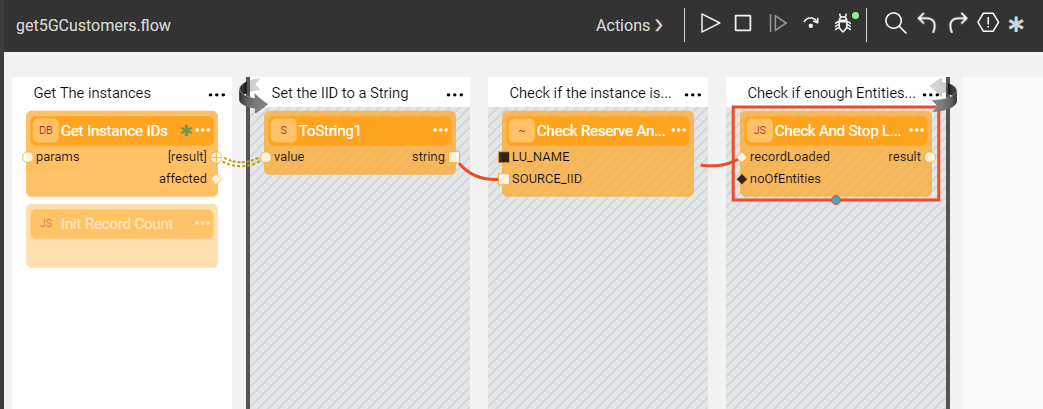 get5GCustomers.flow
Actions
Get The instances
Set the IID to a String
Check if the instance is...
Check if enough Entities...
DB Get Instance IDs
params [result]
affected
JS Init Record Count
S ToString1
value string
~ Check Reserve An...
LU_NAME
SOURCE_IID
JS Check And Stop L...
recordLoaded result
noOfEntities